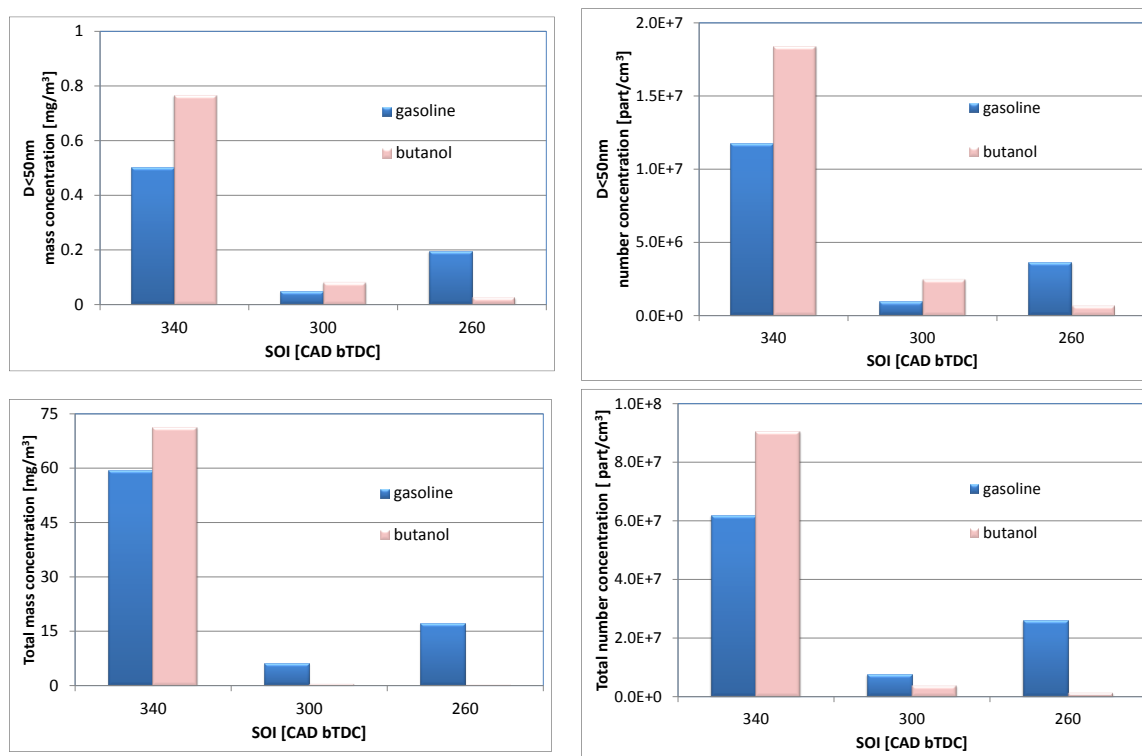 D<50nm
mass concentration [mg/m³]
1
0.8
0.6
0.4
0.2
0
gasoline
butanol
340 300 260
SOI [CAD bTDC]
D<50nm
number concentration [part/cm³]
2.0E+7
1.5E+7
1.0E+7
5.0E+6
0.0E+0
gasoline
butanol
340 300 260
SOI [CAD bTDC]
Total mass concentration [mg/m³]
75
60
45
30
15
0
gasoline
butanol
340 300 260
SOI [CAD bTDC]
Total number concentration [ part/cm³]
1.0E+8
8.0E+7
6.0E+7
4.0E+7
2.0E+7
0.0E+0
gasoline
butanol
340 300 260
SOI [CAD bTDC]